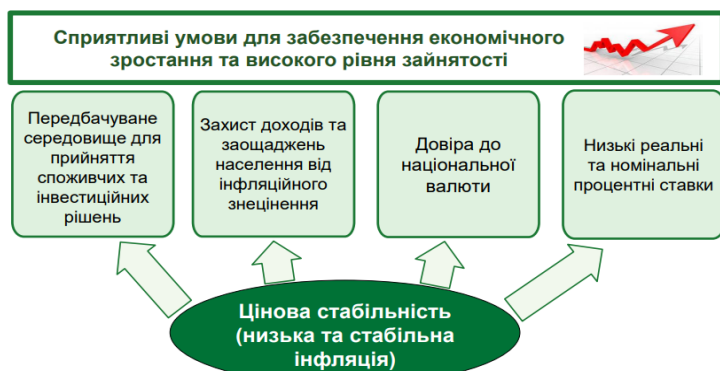 Сприятливі умови для забезпечення економічного
зростання та високого рівня зайнятості
Передбачуване
середовище для
прийняття
споживчих та
інвестиційних
рішень
Захист доходів та
заощаджень
населення від
інфляційного
знецінення
Довіра до
національної
валюти
Низькі реальні
та номінальні
процентні ставки
Цінова стабільність
(низька та стабільна
інфляція)